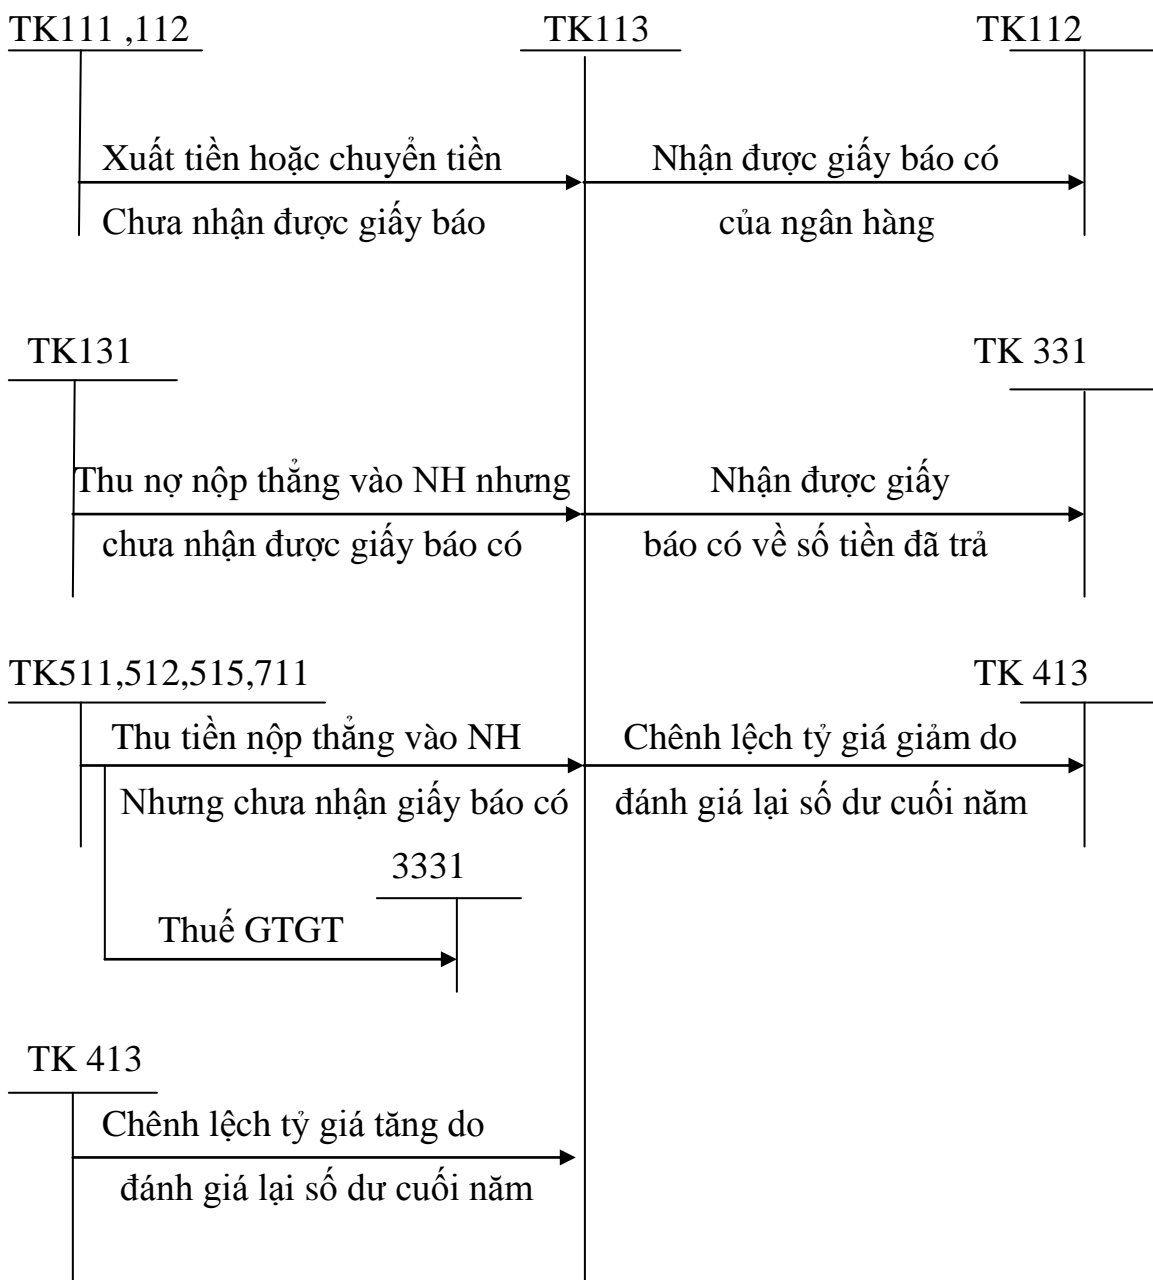 TK111 ,112
TK113
TK112
Xuất tiền hoặc chuyển tiền
Nhận được giấy báo có
Chưa nhận được giấy báo
của ngân hàng
TK131
TK 331
Thu nợ nộp thẳng vào NH nhưng
Nhận được giấy
chưa nhận được giấy báo có
báo có về số tiền đã trả
TK511,512,515,711
TK 413
Thu tiền nộp thẳng vào NH
Chênh lệch tỷ giá giảm do
Nhưng chưa nhận giấy báo có
đánh giá lại số dư cuối năm
3331
Thuế GTGT
TK 413
Chênh lệch tỷ giá tăng do
đánh giá lại số dư cuối năm